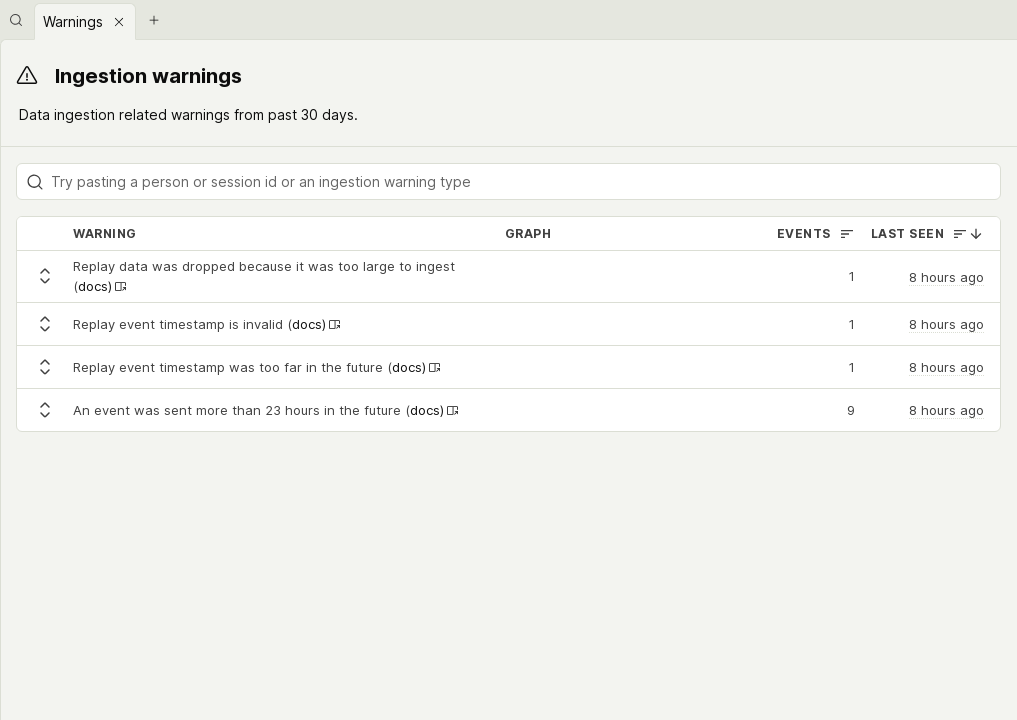 Warnings
Ingestion warnings
Data ingestion related warnings from past 30 days.
Try pasting a person or session id or an ingestion warning type
WARNING GRAPH EVENTS LAST SEEN
Replay data was dropped because it was too large to ingest
(docs) 1 8 hours ago
Replay event timestamp is invalid (docs) 1 8 hours ago
Replay event timestamp was too far in the future (docs) 1 8 hours ago
An event was sent more than 23 hours in the future (docs) 9 8 hours ago